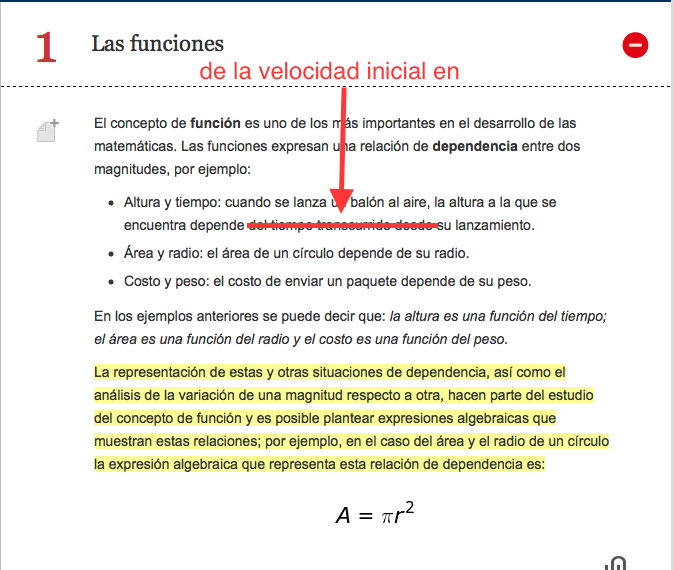 1 Las funciones
de la velocidad inicial en
El concepto de función es uno de los más importantes en el desarrollo de las
matemáticas. Las funciones expresan una relación de dependencia entre dos
magnitudes, por ejemplo:
• Altura y tiempo: cuando se lanza un balón al aire, la altura a la que se
encuentra depende del tiempo transcurrido desde su lanzamiento.
• Área y radio: el área de un círculo depende de su radio.
• Costo y peso: el costo de enviar un paquete depende de su peso.
En los ejemplos anteriores se puede decir que: la altura es una función del tiempo;
el área es una función del radio y el costo es una función del peso.
La representación de estas y otras situaciones de dependencia, así como el
análisis de la variación de una magnitud respecto a otra, hacen parte del estudio
del concepto de función y es posible plantear expresiones algebraicas que
muestran estas relaciones; por ejemplo, en el caso del área y el radio de un círculo
la expresión algebraica que representa esta relación de dependencia es:
A = πr²